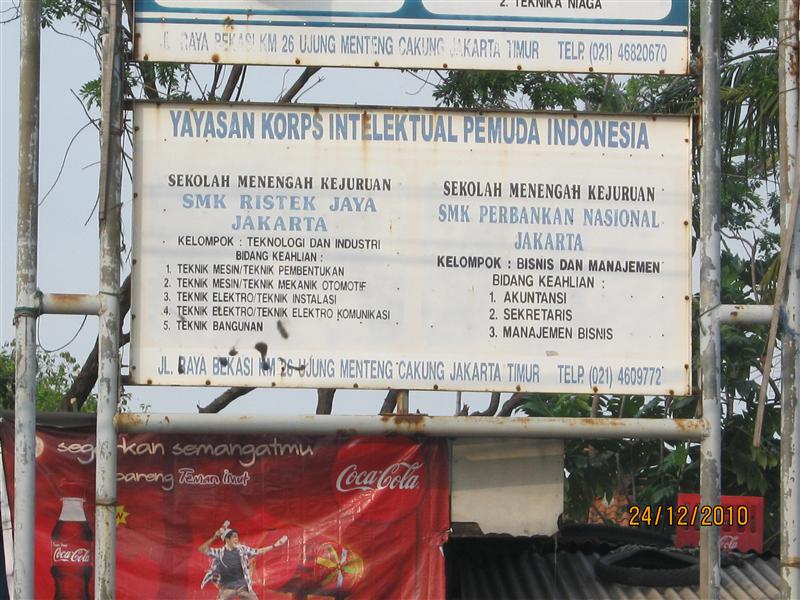 2. TEKNIKA NIAGA
JL. RAYA BEKASI KM 26 UJUNG MENTENG CAKUNG JAKARTA TIMUR TELP. (021) 46820670
YAYASAN KORPS INTELEKTUAL PEMUDA INDONESIA
SEKOLAH MENENGAH KEJURUAN
SMK RISTEK JAYA
JAKARTA
KELOMPOK : TEKNOLOGI DAN INDUSTRI
BIDANG KEAHLIAN :
1. TEKNIK MESIN/TEKNIK PEMBENTUKAN
2. TEKNIK MESIN/TEKNIK MEKANIK OTOMOTIF
3. TEKNIK ELEKTRO/TEKNIK INSTALASI
4. TEKNIK ELEKTRO/TEKNIK ELEKTRO KOMUNIKASI
5. TEKNIK BANGUNAN
SEKOLAH MENENGAH KEJURUAN
SMK PERBANKAN NASIONAL
JAKARTA
KELOMPOK : BISNIS DAN MANAJEMEN
BIDANG KEAHLIAN :
1. AKUNTANSI
2. SEKRETARIS
3. MANAJEMEN BISNIS
JL. RAYA BEKASI KM 26 UJUNG MENTENG CAKUNG JAKARTA TIMUR TELP. (021) 4609772
semangatmu
Teman imut
Coca-Cola
Coca-Cola
24/12/2010